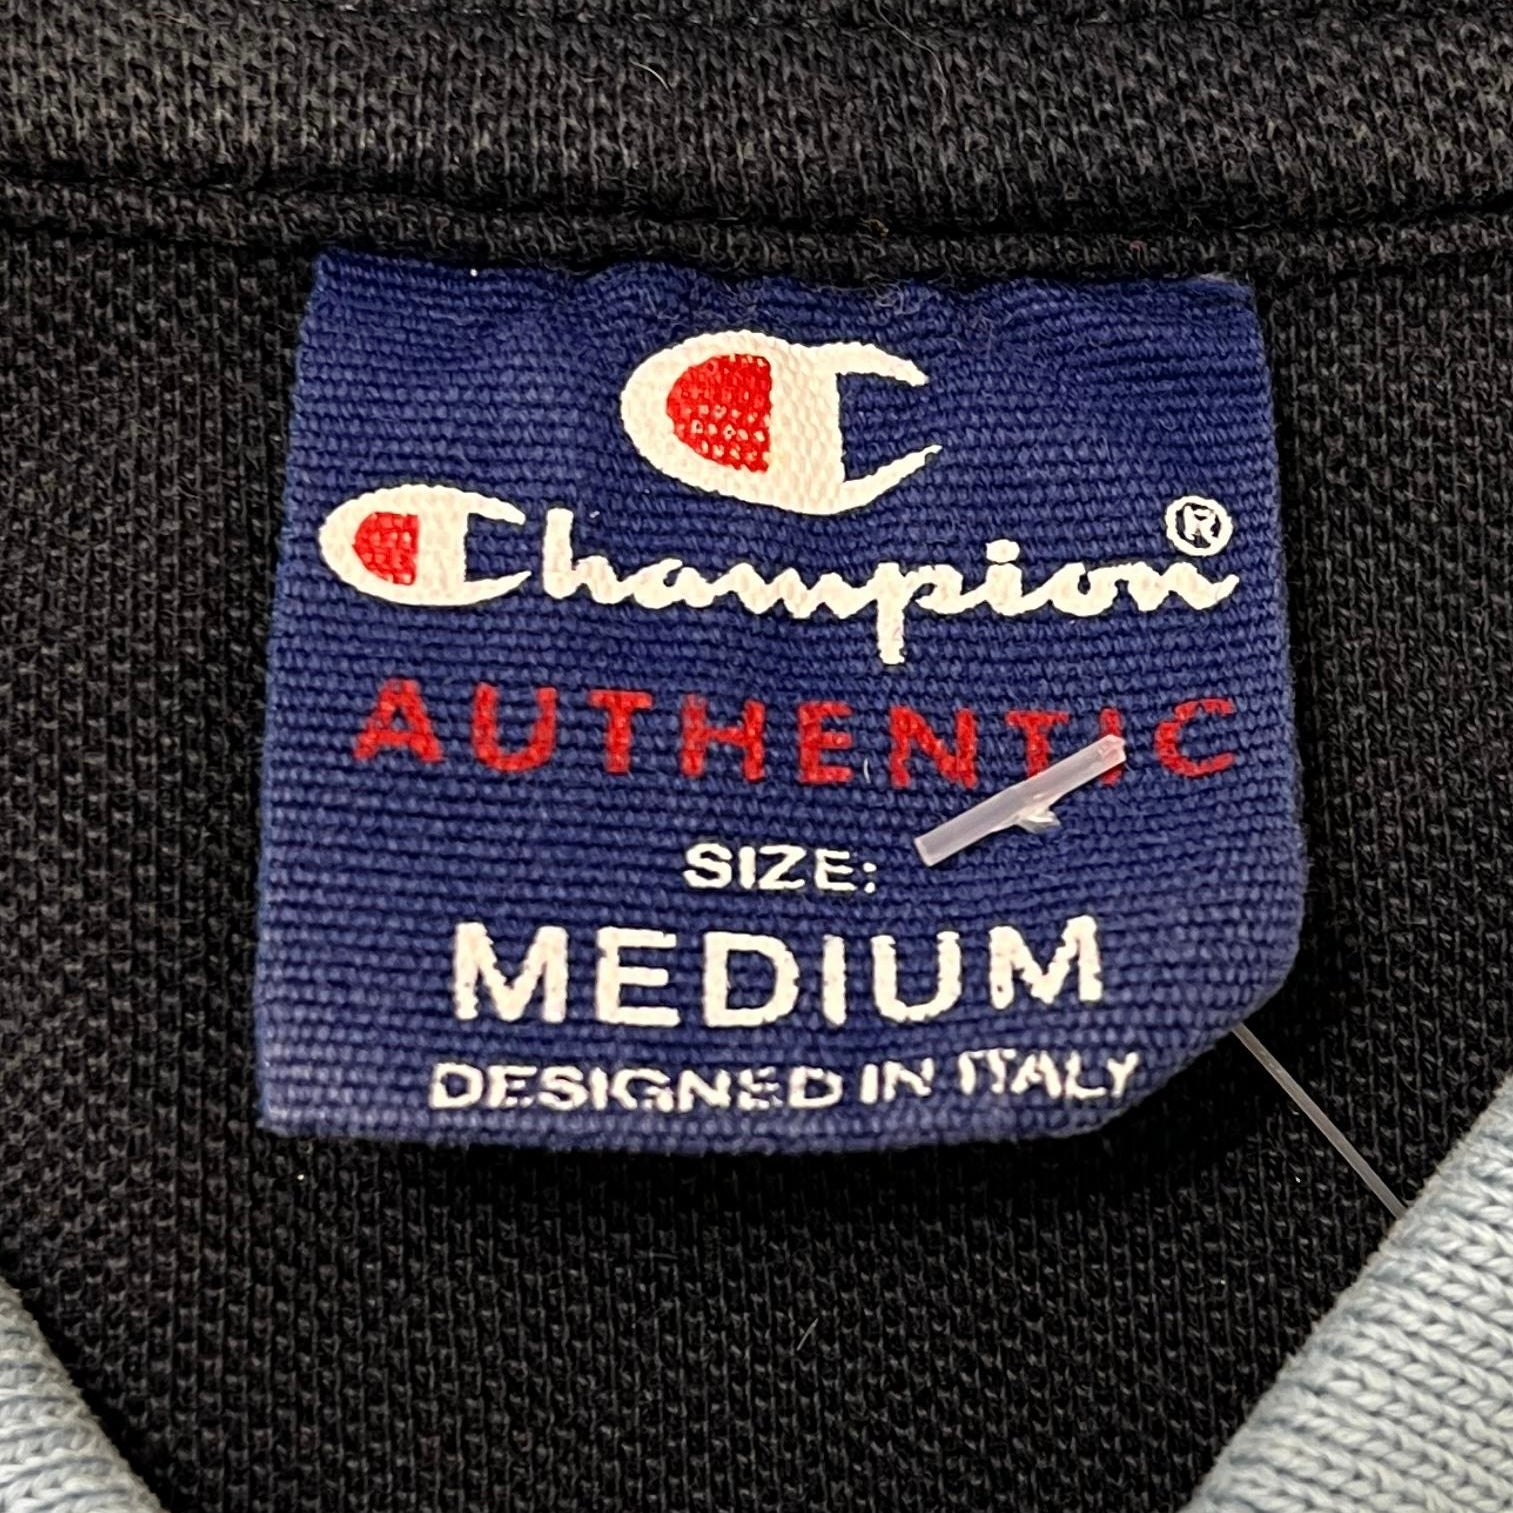 Champion®
AUTHENTIC
SIZE:
MEDIUM
DESIGNED IN ITALY